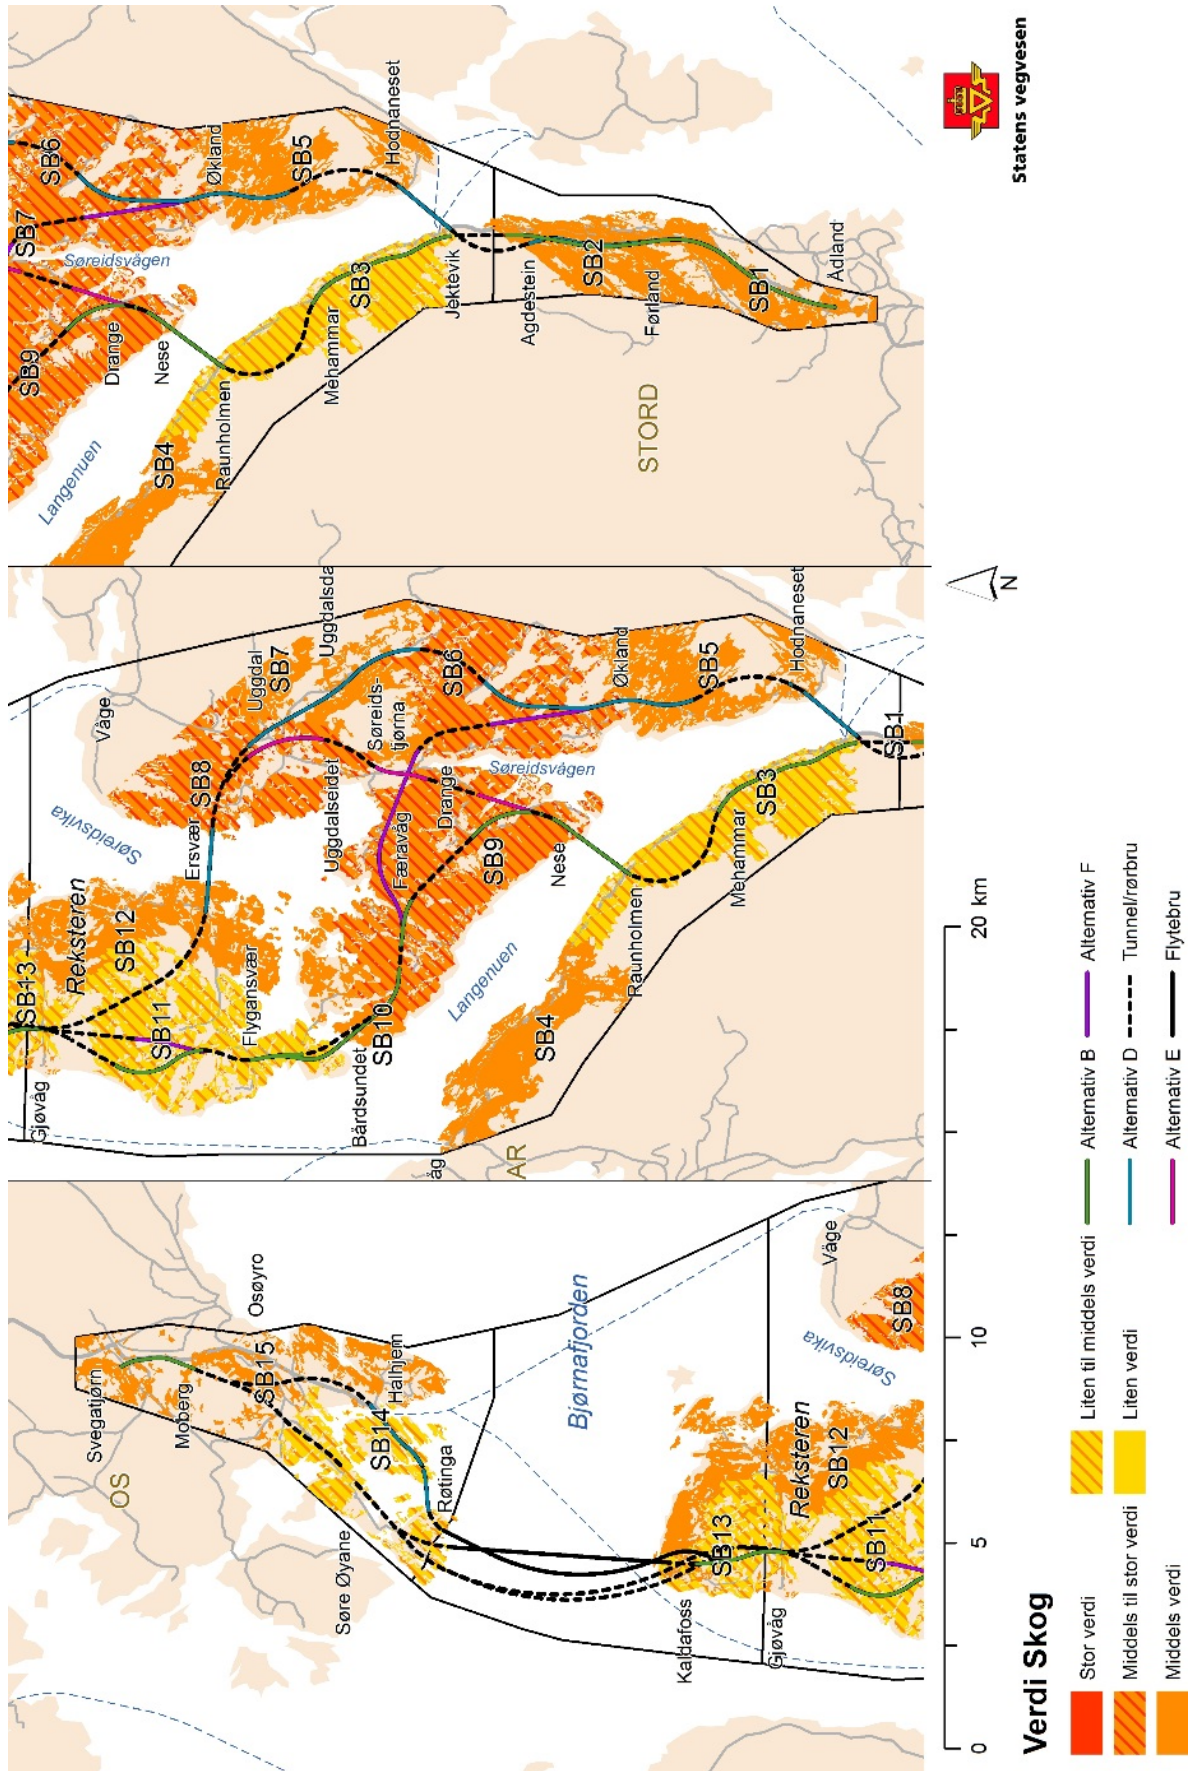 Svegatjørn
OS
Moberg
Osøyro
SB15
Halhjem
SB14
Røtinga
Søre Øyane
Bjørnafjorden
Kaldafoss
SB13
Gjøvåg
Reksteren
SB12
SB11
Våge
Søreidsvika
SB8
Våge
Søreidsvika
SB13
Reksteren
SB12
Gjøvåg
SB11
Ersvær
SB8
Uggdal
SB7
Uggdalsda
Flygansvær
Uggdalseidet
Søreids-
tjørna
SB6
Bårdsundet
SB10
Færavåg
Drange
Søreidsvågen
SB9
Nese
Økland
SB5
Hodnaneset
Langenuen
SB4
Raunholmen
SB3
Mehammar
SB1
åg
AR
SB6
SB7
Økland
SB5
Hodnaneset
Søreidsvågen
SB9
Drange
Nese
Langenuen
SB4
Raunholmen
SB3
Mehammar
Jektevik
Agdestein
SB2
Førland
SB1
Ådland
STORD
0 5 10 20 km
N
Verdi Skog
Stor verdi
Middels til stor verdi
Middels verdi
Liten til middels verdi
Liten verdi
Alternativ B
Alternativ D
Alternativ E
Alternativ F
Tunnel/rørbru
Flytebru
Statens vegvesen